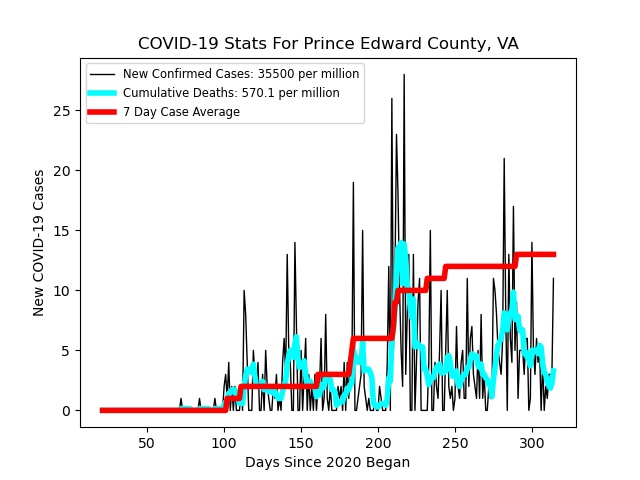 COVID-19 Stats For Prince Edward County, VA
New Confirmed Cases: 35500 per million
Cumulative Deaths: 570.1 per million
7 Day Case Average
New COVID-19 Cases
25
20
15
10
5
0
50 100 150 200 250 300
Days Since 2020 Began